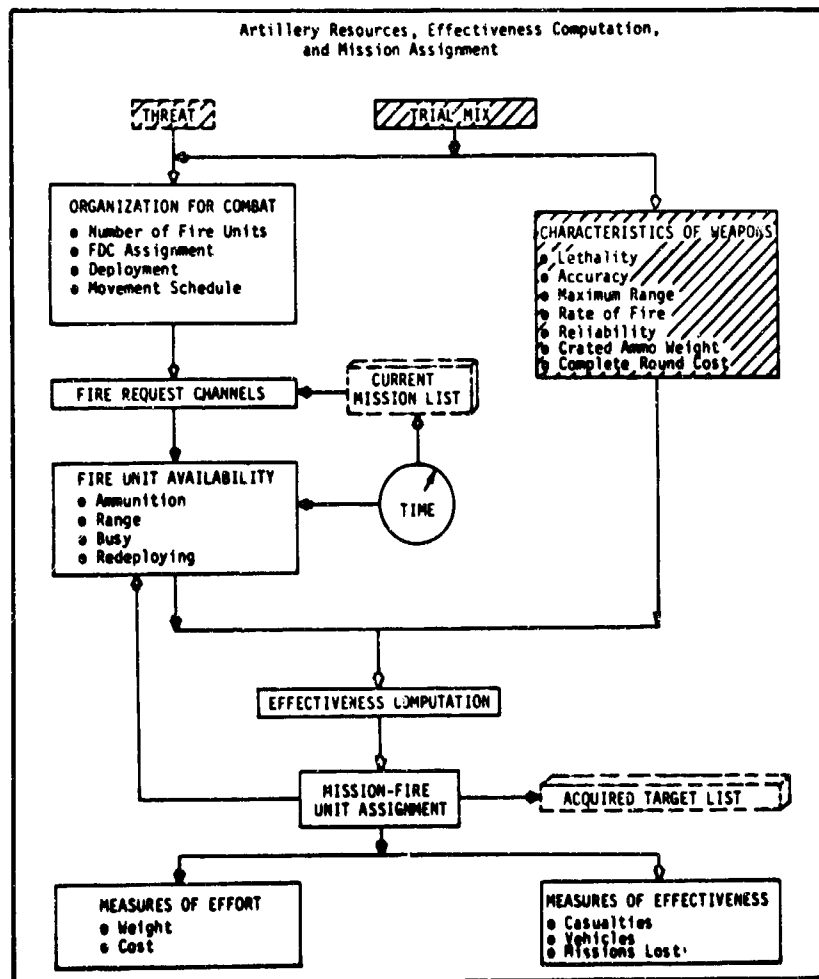 Artillery Resources, Effectiveness Computation,
and Mission Assignment
THREAT
TRIAL MIX
ORGANIZATION FOR COMBAT
● Number of Fire Units
● FDC Assignment
● Deployment
● Movement Schedule
CHARACTERISTICS OF WEAPONS
● Lethality
● Accuracy
● Maximum Range
● Rate of Fire
● Reliability
● Crated Ammo Weight
● Complete Round Cost
FIRE REQUEST CHANNELS
CURRENT
MISSION LIST
FIRE UNIT AVAILABILITY
● Ammunition
● Range
● Busy
● Redeploying
TIME
EFFECTIVENESS COMPUTATION
MISSION-FIRE
UNIT ASSIGNMENT
ACQUIRED TARGET LIST
MEASURES OF EFFORT
● Weight
● Cost
MEASURES OF EFFECTIVENESS
● Casualties
● Vehicles
● Missions Lost